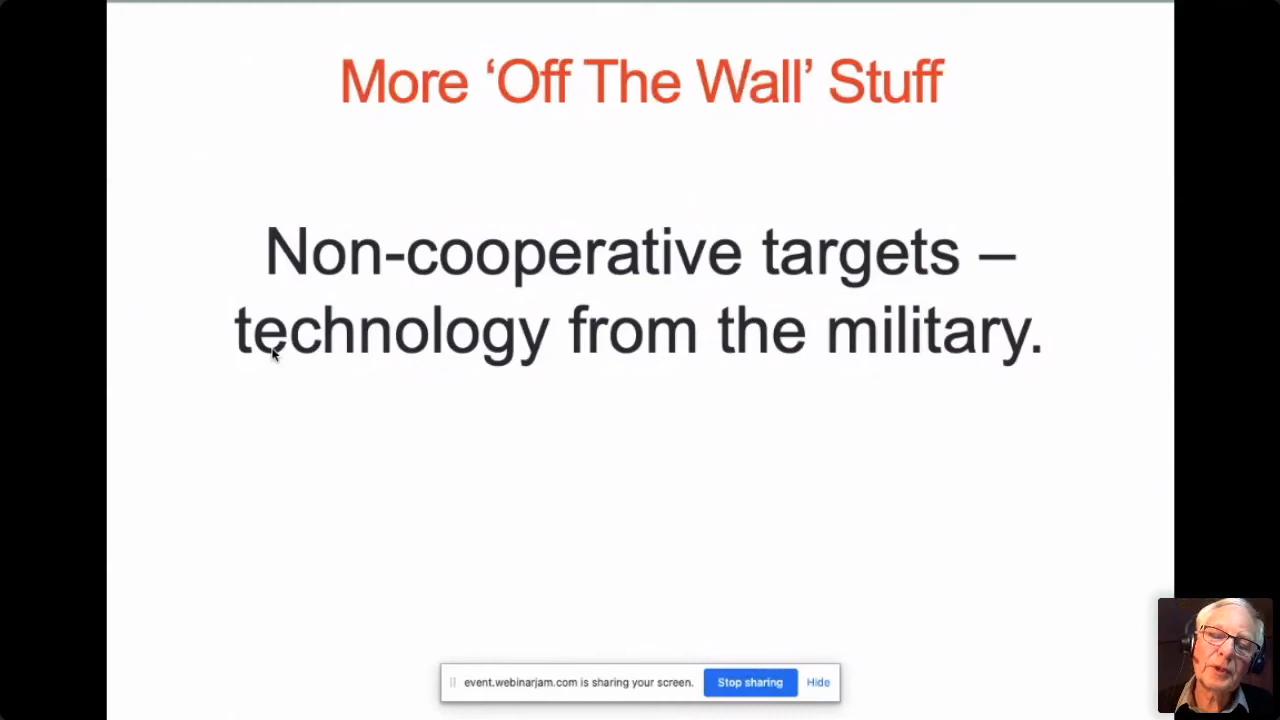 More ‘Off The Wall’ Stuff
Non-cooperative targets –
technology from the military.
event.webinarjam.com is sharing your screen. Stop sharing Hide